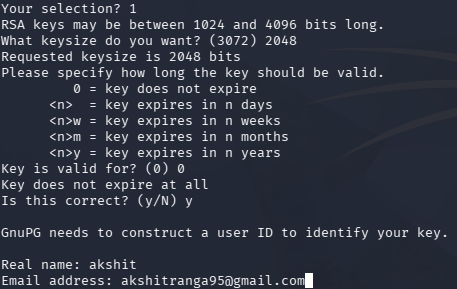 Your selection? 1
RSA keys may be between 1024 and 4096 bits long.
What keysize do you want? (3072) 2048
Requested keysize is 2048 bits
Please specify how long the key should be valid.
0 = key does not expire
<n>  = key expires in n days
<n>w = key expires in n weeks
<n>m = key expires in n months
<n>y = key expires in n years
Key is valid for? (0) 0
Key does not expire at all
Is this correct? (y/N) y
GnuPG needs to construct a user ID to identify your key.
Real name: akshit
Email address: akshitranga95@gmail.com